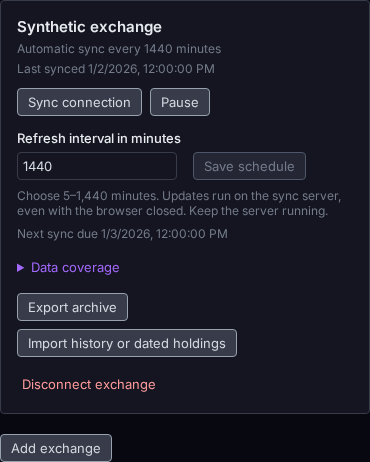 Synthetic exchange
Automatic sync every 1440 minutes
Last synced 1/2/2026, 12:00:00 PM
Sync connection
Pause
Refresh interval in minutes
1440
Save schedule
Choose 5–1,440 minutes. Updates run on the sync server,
even with the browser closed. Keep the server running.
Next sync due 1/3/2026, 12:00:00 PM
Data coverage
Export archive
Import history or dated holdings
Disconnect exchange
Add exchange